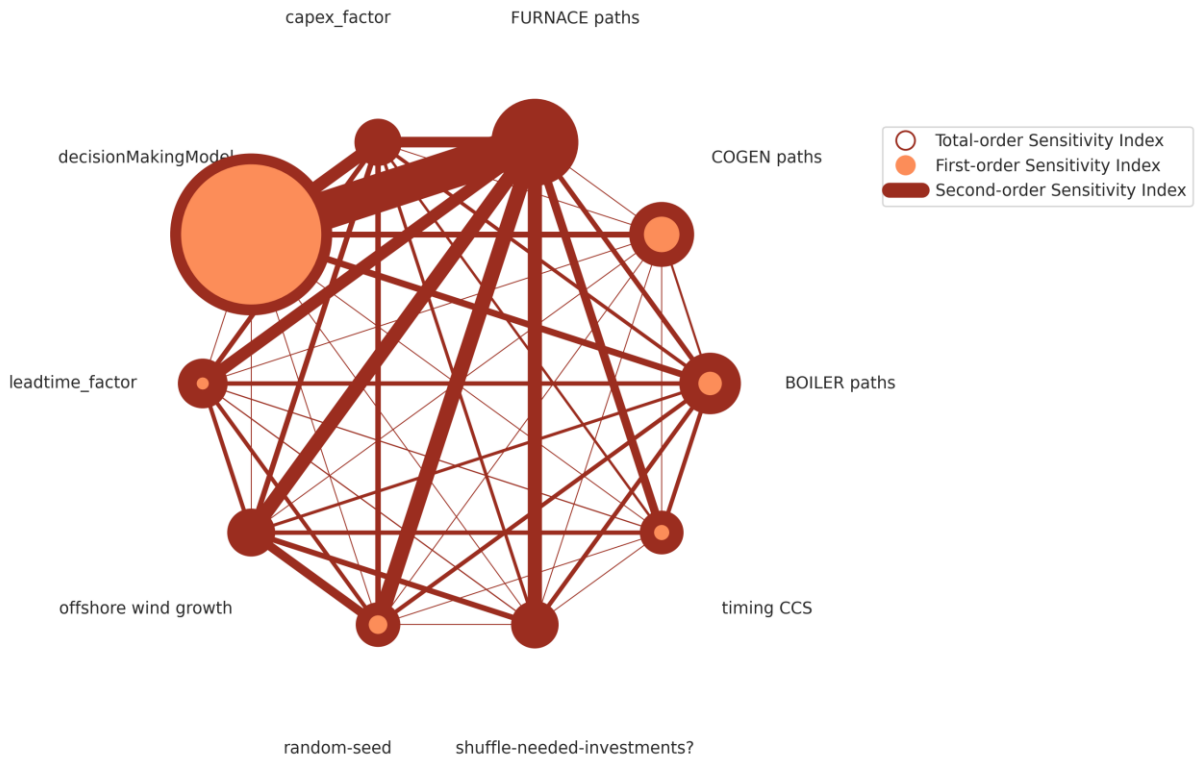 capex_factor
FURNACE paths
decisionMakingModel
COGEN paths
Total-order Sensitivity Index
First-order Sensitivity Index
Second-order Sensitivity Index
leadtime_factor
BOILER paths
offshore wind growth
timing CCS
random-seed
shuffle-needed-investments?